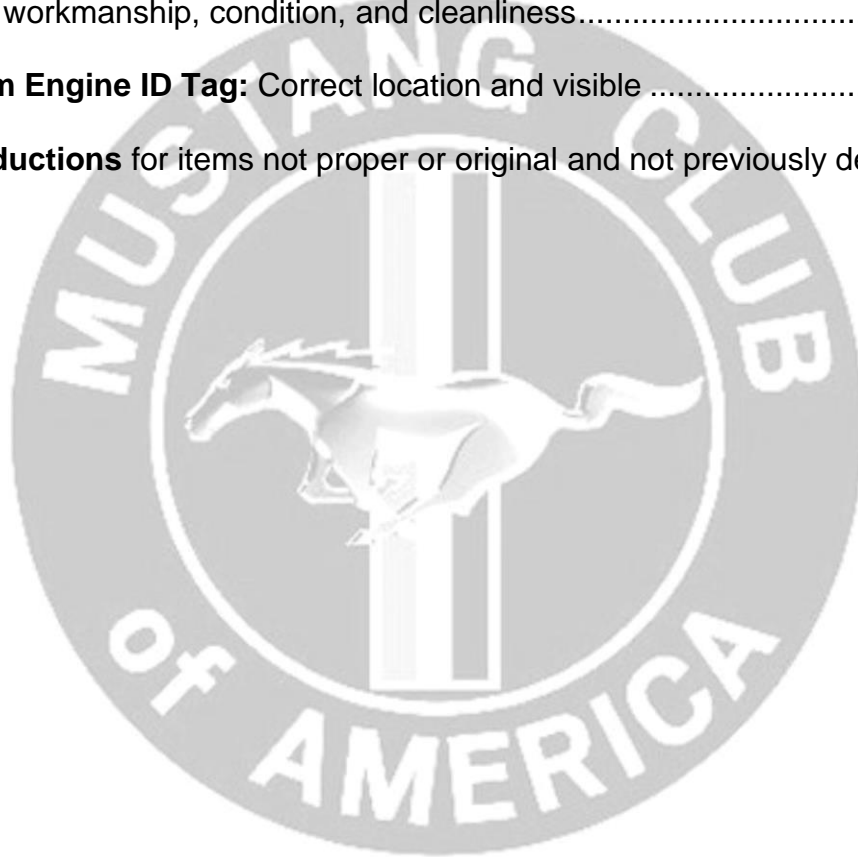 workmanship, condition, and cleanliness...............................
m Engine ID Tag: Correct location and visible .......................
ductions for items not proper or original and not previously de
MUSTANG CLUB
of AMERICA